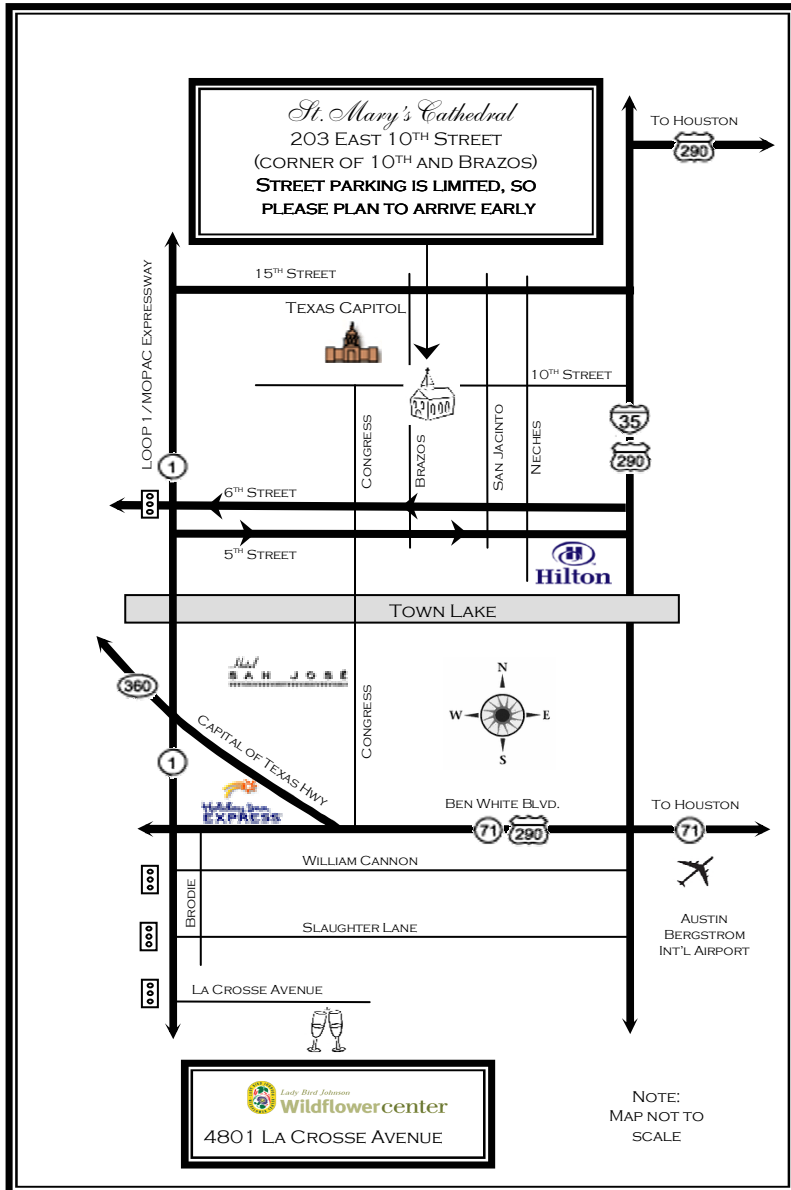 St. Mary's Cathedral
203 EAST 10TH STREET
(CORNER OF 10TH AND BRAZOS)
STREET PARKING IS LIMITED, SO
PLEASE PLAN TO ARRIVE EARLY
TO HOUSTON
290
15TH STREET
LOOP 1/MOPAC EXPRESSWAY
TEXAS CAPITOL
10TH STREET
CONGRESS
BRAZOS
SAN JACINTO
NECHES
35
290
1
6TH STREET
5TH STREET
Hilton
TOWN LAKE
Hotel
SAN JOSÉ
360
CAPITAL OF TEXAS HWY
CONGRESS
N
W
E
S
1
Holiday Inn
EXPRESS
BEN WHITE BLVD.
71
290
TO HOUSTON
71
WILLIAM CANNON
BRODIE
SLAUGHTER LANE
AUSTIN
BERGSTROM
INT'L AIRPORT
LA CROSSE AVENUE
Lady Bird Johnson
Wildflower center
4801 LA CROSSE AVENUE
NOTE:
MAP NOT TO
SCALE